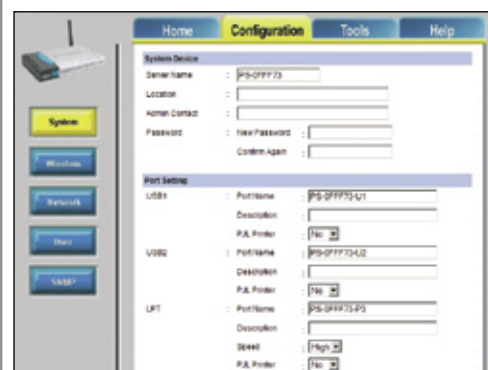 Home Configuration Tools Help
System Device
Server Name : PS-0FFF73
Location :
Admin Contact :
Password : New Password :
Confirm Again :
Port Setting
USB1 : Port Name : PS-0FFF73-U1
Description :
PJL Printer : No
USB2 : Port Name : PS-0FFF73-U2
Description :
PJL Printer : No
LPT : Port Name : PS-0FFF73-P3
Description :
Speed : High
PJL Printer : No
System
Wireless
Network
User
SNMP